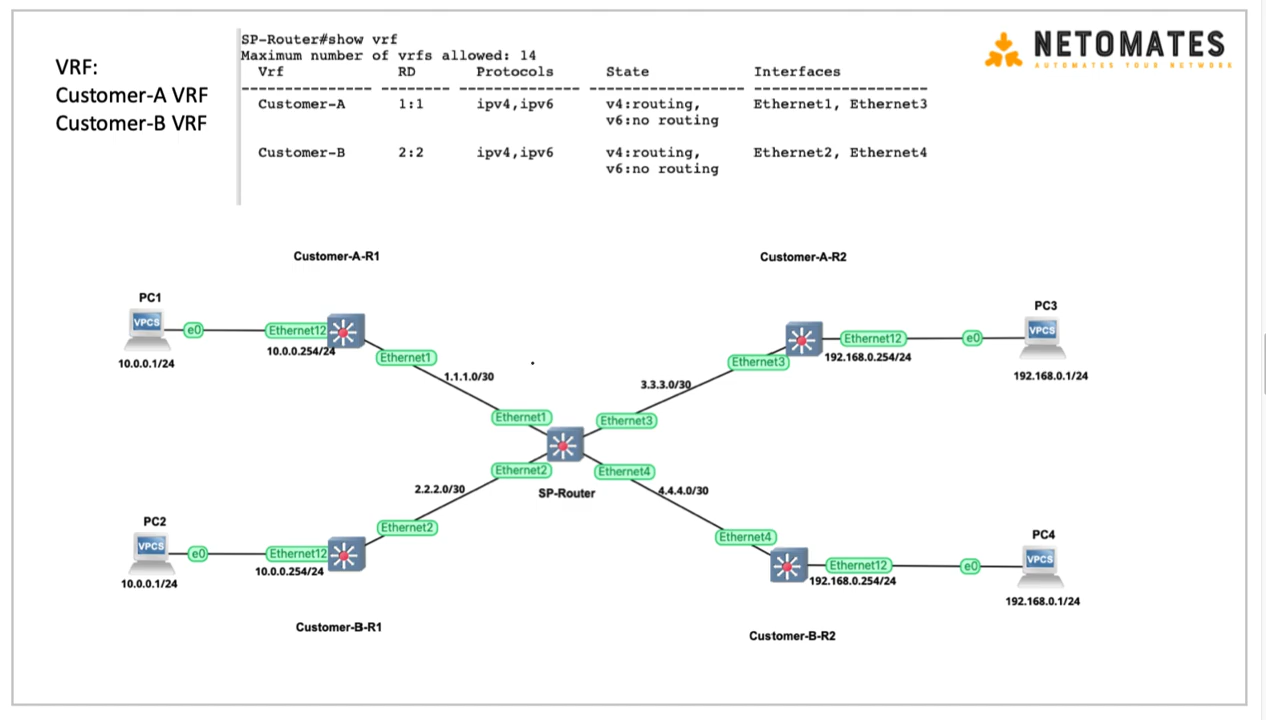 SP-Router#show vrf
Maximum number of vrfs allowed: 14
Vrf RD Protocols State Interfaces
--------------- -------- ------------- ---------------- --------------------
Customer-A 1:1 ipv4,ipv6 v4:routing, Ethernet1, Ethernet3
v6:no routing
Customer-B 2:2 ipv4,ipv6 v4:routing, Ethernet2, Ethernet4
v6:no routing
VRF:
Customer-A VRF
Customer-B VRF
NETOMATES
AUTOMATES YOUR NETWORK
Customer-A-R1
Customer-A-R2
PC1
VPCS
e0
Ethernet12
10.0.0.1/24
10.0.0.254/24
Ethernet1
1.1.1.0/30
Ethernet1
PC3
VPCS
Ethernet12
e0
192.168.0.254/24
192.168.0.1/24
Ethernet3
3.3.3.0/30
Ethernet3
SP-Router
Ethernet2
2.2.2.0/30
Ethernet2
Ethernet4
4.4.4.0/30
Ethernet4
PC2
VPCS
e0
Ethernet12
10.0.0.254/24
10.0.0.1/24
PC4
VPCS
Ethernet12
e0
192.168.0.254/24
192.168.0.1/24
Customer-B-R1
Customer-B-R2